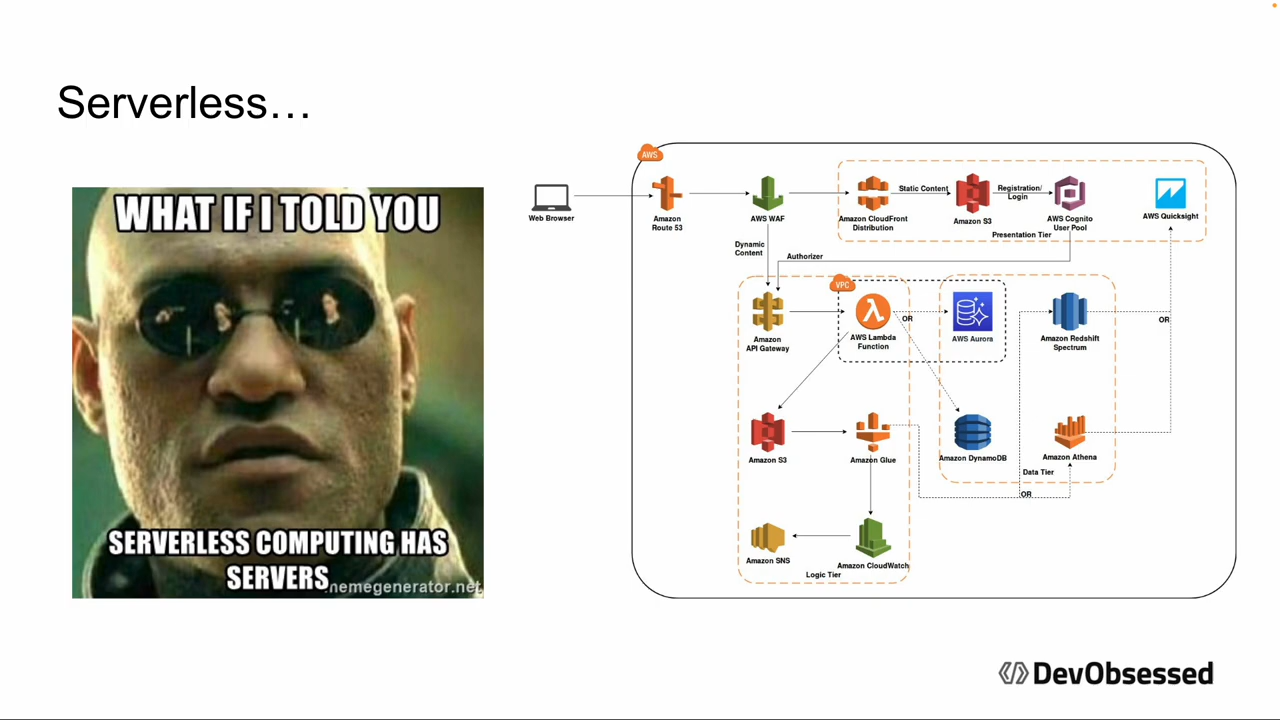 Serverless…
WHAT IF I TOLD YOU
SERVERLESS COMPUTING HAS
SERVERS
memegenerator.net
AWS
Web Browser
Amazon
Route 53
AWS WAF
Amazon CloudFront
Distribution
Static Content
Amazon S3
Registration/
Login
AWS Cognito
User Pool
Presentation Tier
AWS Quicksight
Dynamic
Content
Authorizer
VPC
Amazon
API Gateway
AWS Lambda
Function
OR
AWS Aurora
Amazon Redshift
Spectrum
OR
Amazon S3
Amazon Glue
Amazon DynamoDB
Amazon Athena
Data Tier
OR
Amazon SNS
Amazon CloudWatch
Logic Tier
DevObsessed